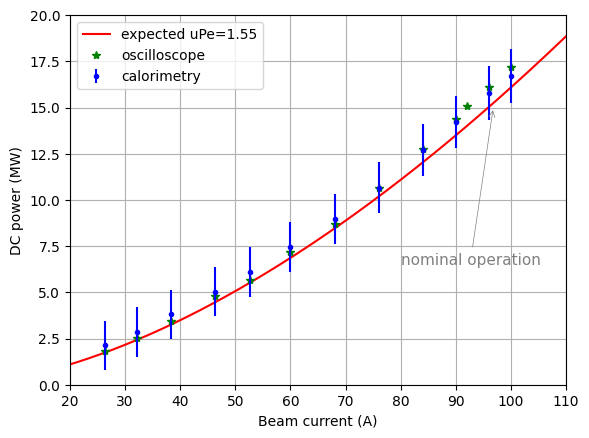 expected uPe=1.55
oscilloscope
calorimetry
20.0
17.5
15.0
12.5
10.0
7.5
5.0
2.5
0.0
DC power (MW)
nominal operation
20 30 40 50 60 70 80 90 100 110
Beam current (A)